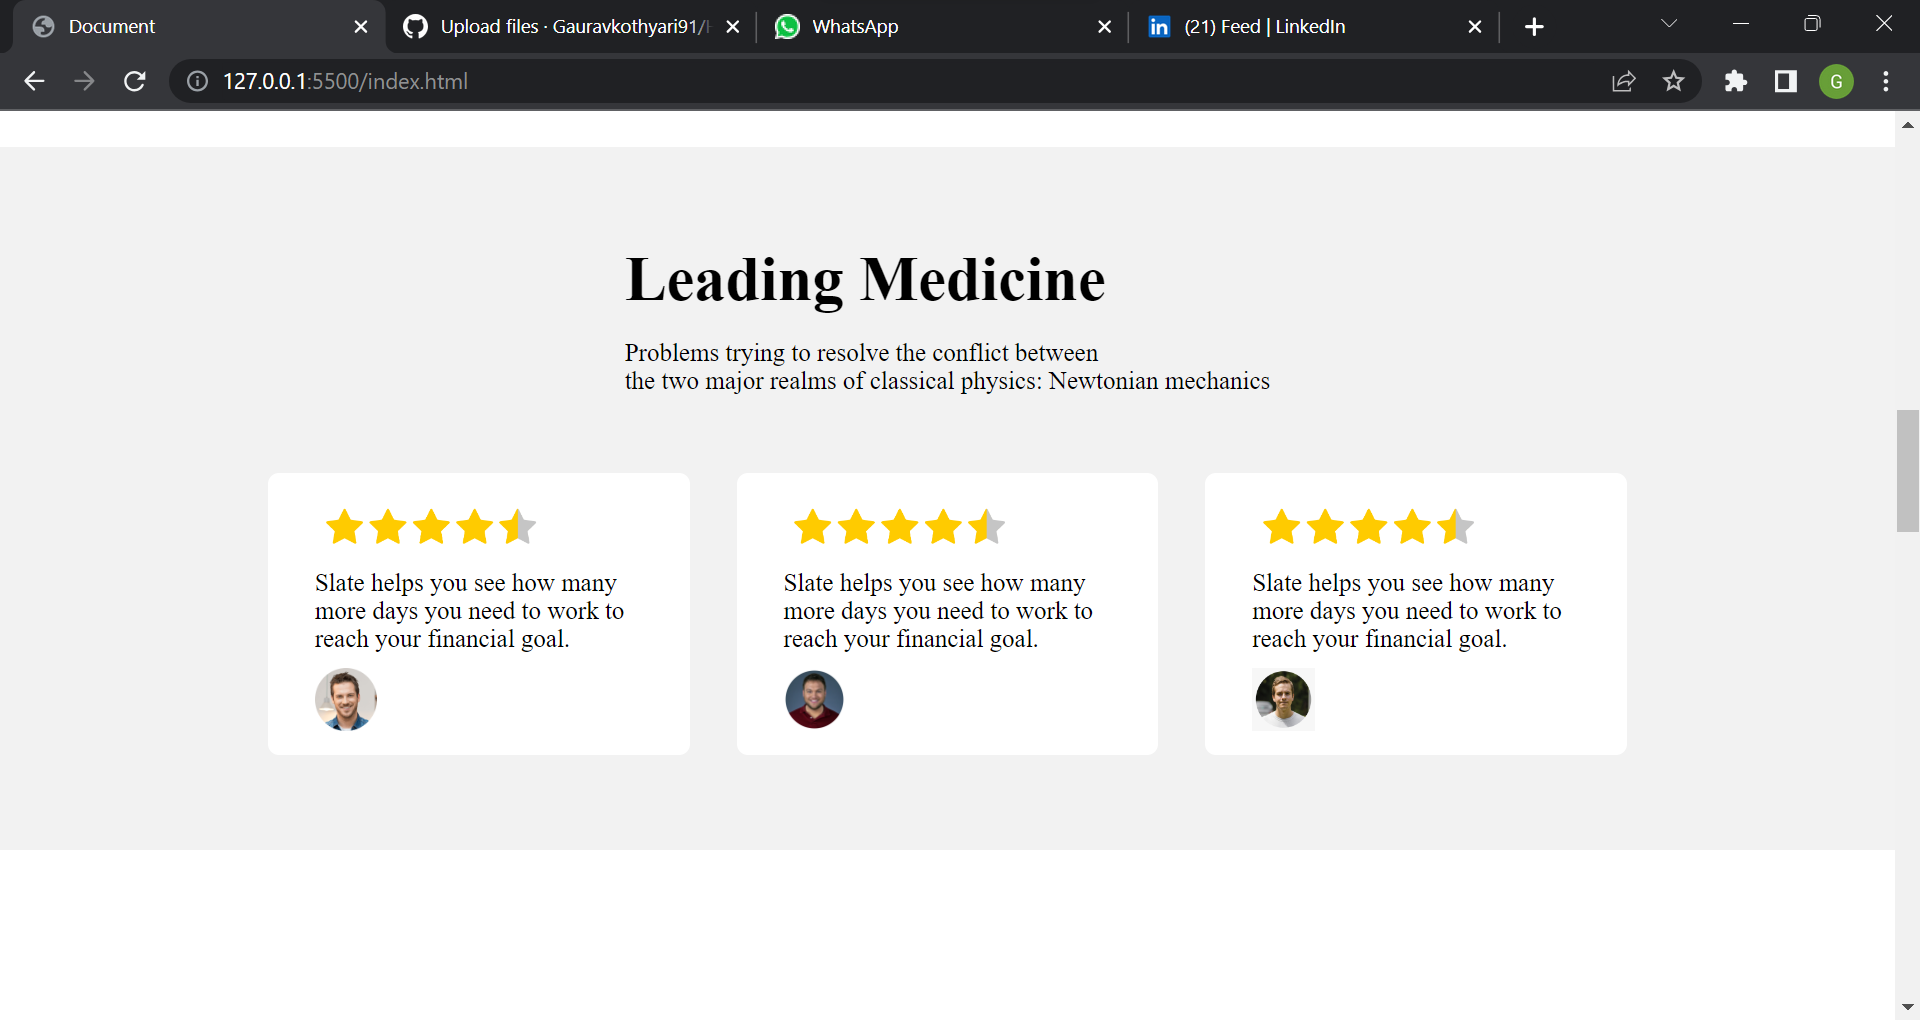 Document
Upload files · Gauravkothyari91/
WhatsApp
(21) Feed | LinkedIn
127.0.0.1:5500/index.html
G
Leading Medicine
Problems trying to resolve the conflict between
the two major realms of classical physics: Newtonian mechanics
Slate helps you see how many
more days you need to work to
reach your financial goal.
Slate helps you see how many
more days you need to work to
reach your financial goal.
Slate helps you see how many
more days you need to work to
reach your financial goal.